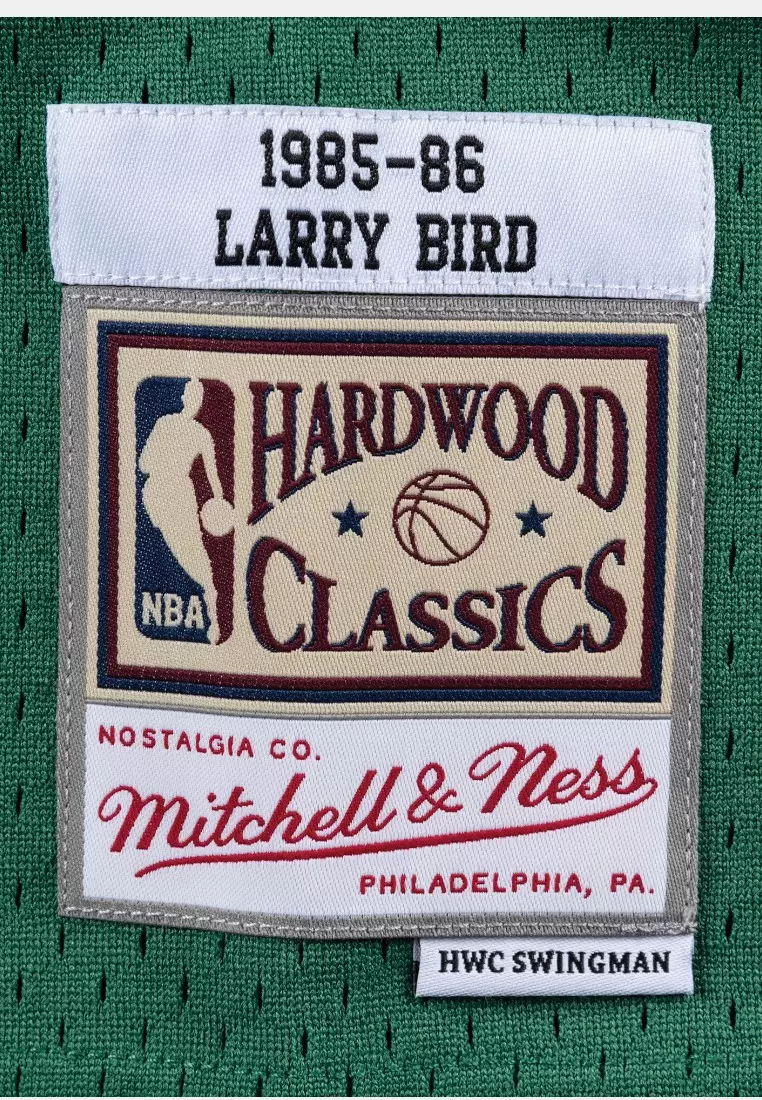 1985-86
LARRY BIRD
HARDWOOD
CLASSICS
NBA
NOSTALGIA CO.
Mitchell & Ness
PHILADELPHIA, PA.
HWC SWINGMAN